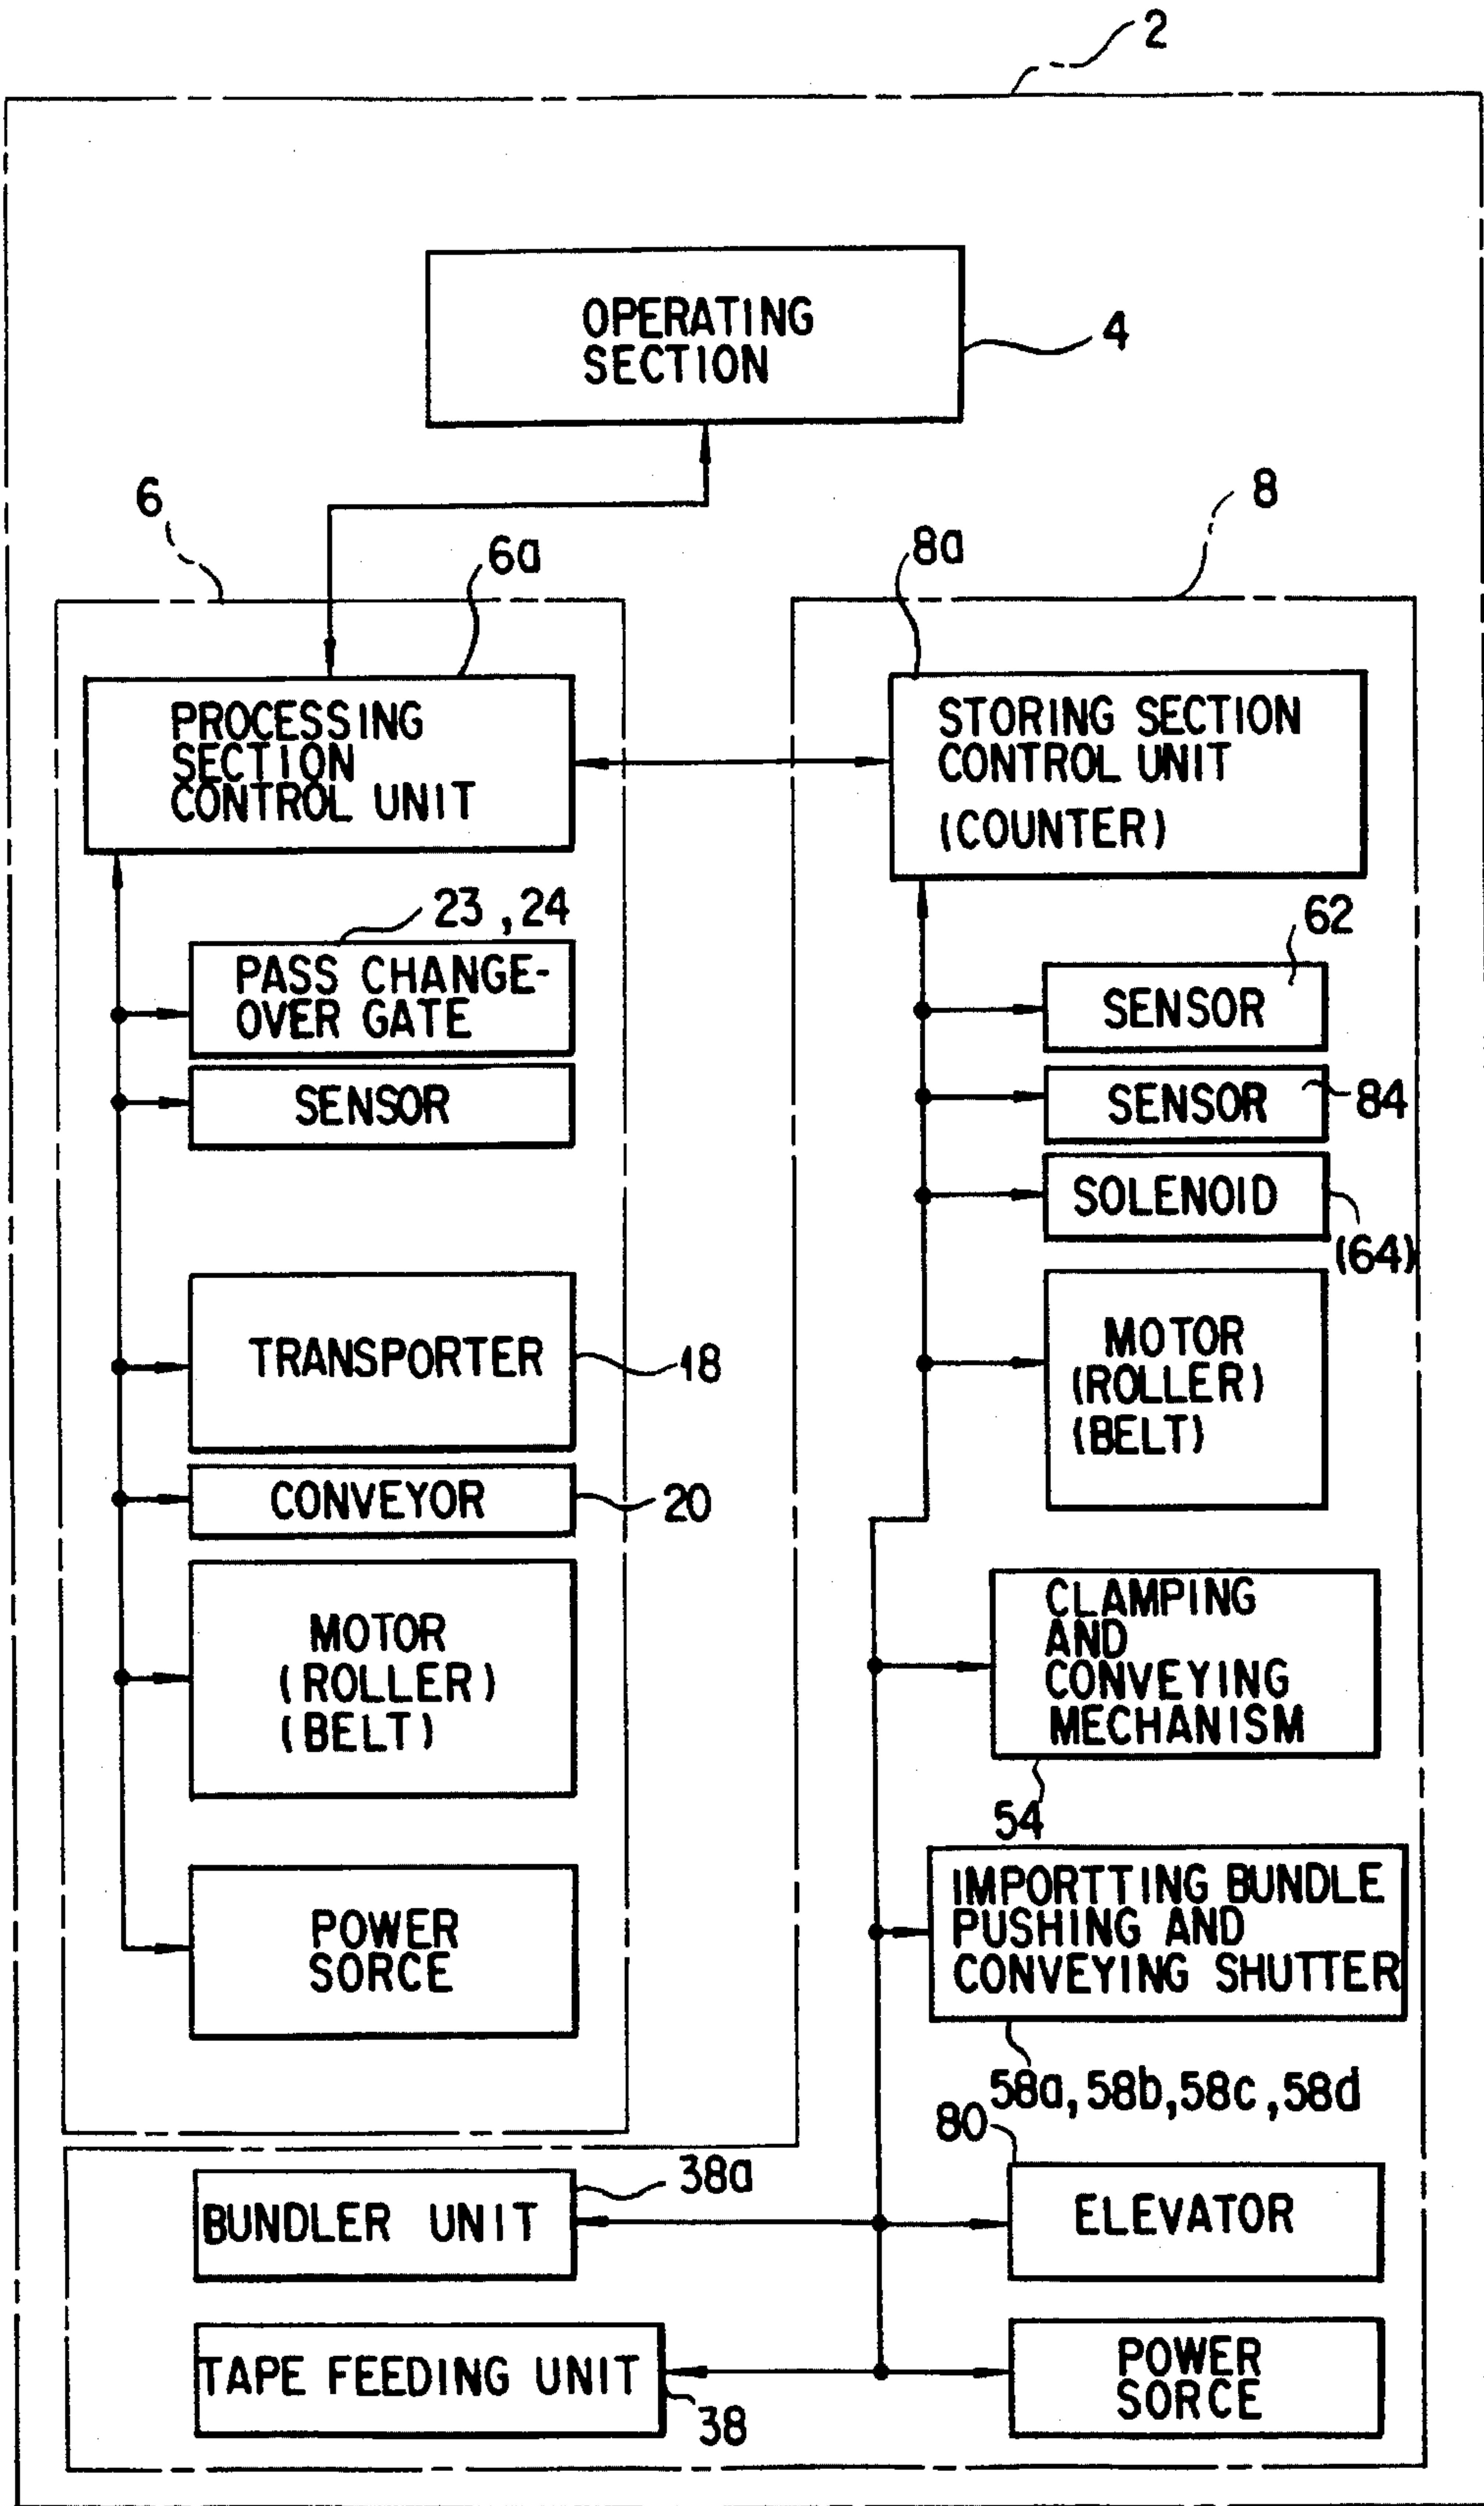 2
OPERATING
SECTION
4
6
6a
8a
8
PROCESSING
SECTION
CONTROL UNIT
STORING SECTION
CONTROL UNIT
(COUNTER)
23, 24
PASS CHANGE-
OVER GATE
SENSOR
TRANSPORTER
18
CONVEYOR
20
MOTOR
(ROLLER)
(BELT)
POWER
SORCE
62
SENSOR
SENSOR
84
SOLENOID
(64)
MOTOR
(ROLLER)
(BELT)
CLAMPING
AND
CONVEYING
MECHANISM
54
IMPORTTING BUNDLE
PUSHING AND
CONVEYING SHUTTER
58a, 58b, 58c, 58d
80
38a
BUNDLER UNIT
ELEVATOR
TAPE FEEDING UNIT
38
POWER
SORCE